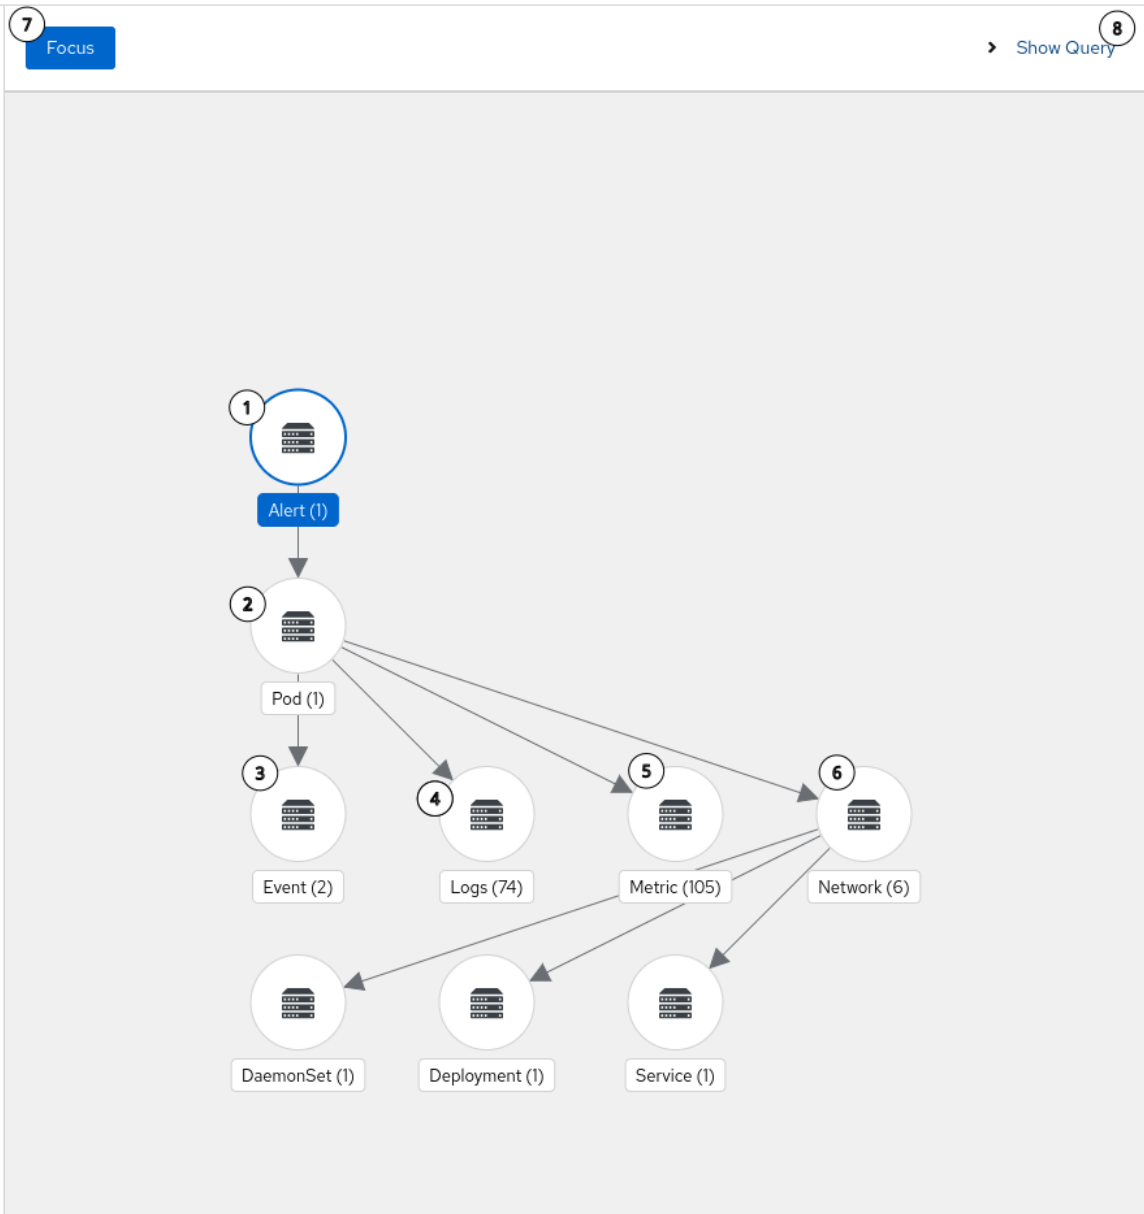 7
Focus
8
Show Query
1
Alert (1)
2
Pod (1)
3
4
5
6
Event (2)
Logs (74)
Metric (105)
Network (6)
DaemonSet (1)
Deployment (1)
Service (1)